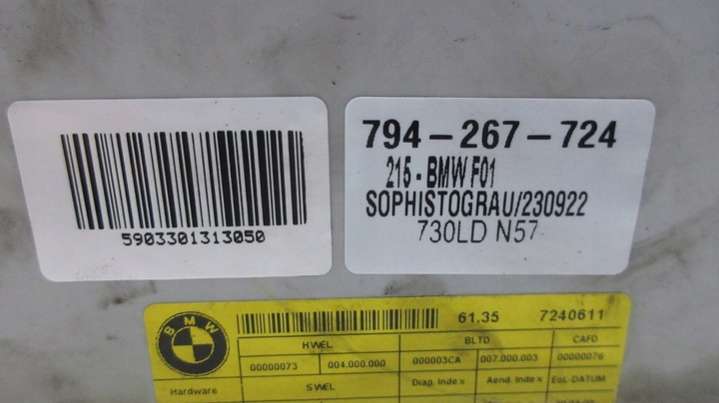 5903301313050
794-267-724
215-BMW F01
SOPHISTOGRAU/230922
730LD N57
BMW
61.35 7240611
HWEL BLTD CAFD
00000073 004.000.000 000003CA 007.000.003 00000076
Hardware SWEL Diag. Index Aend. Index EoL DATUM